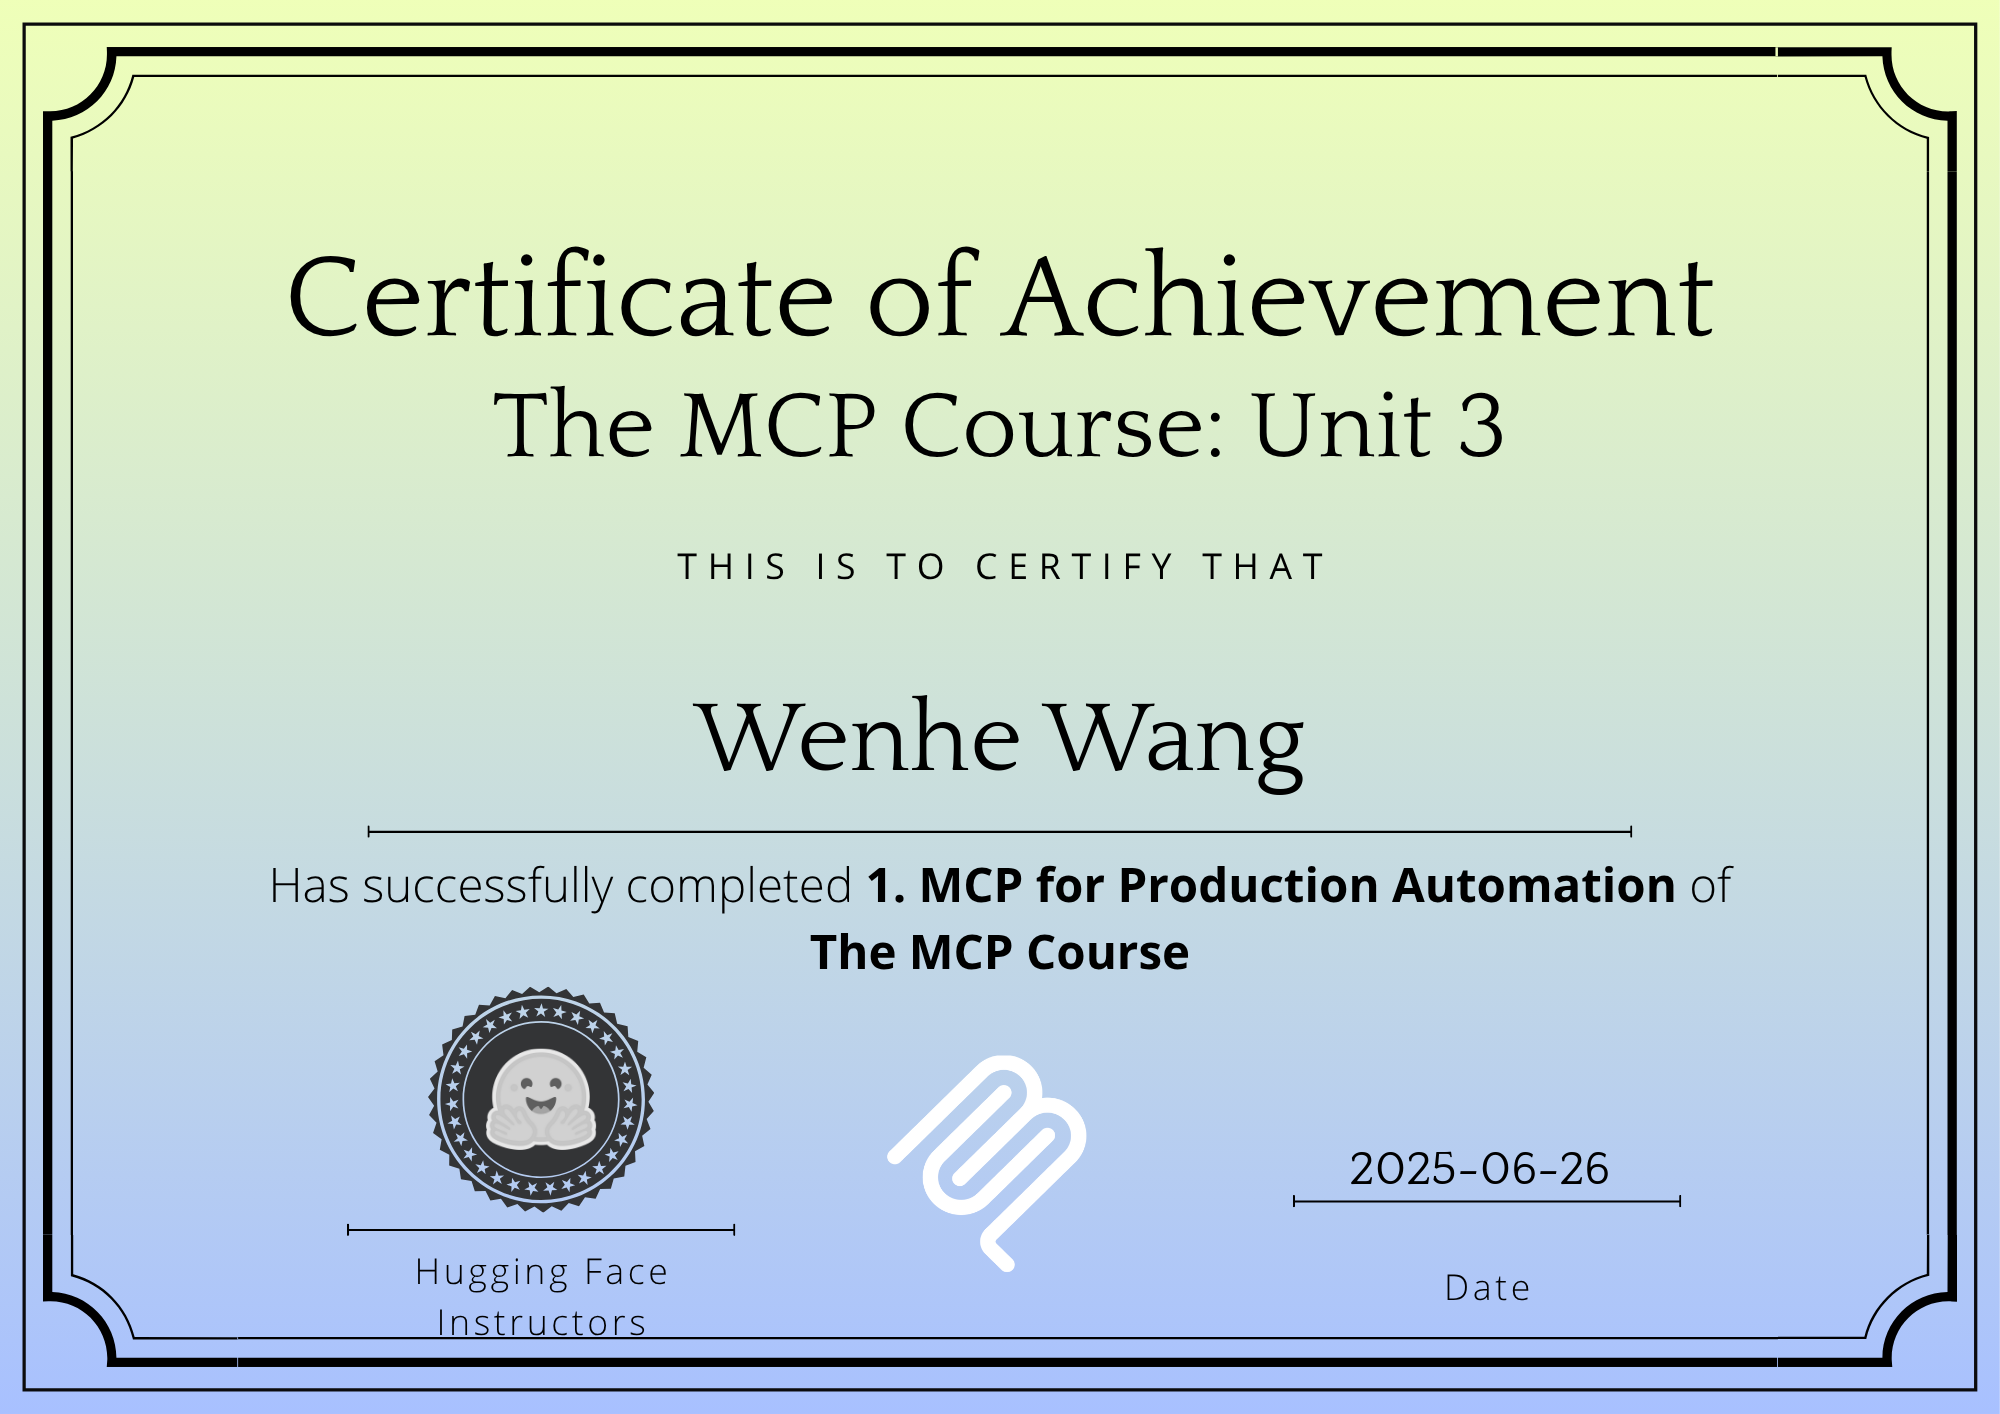 Certificate of Achievement
The MCP Course: Unit 3
THIS IS TO CERTIFY THAT
Wenhe Wang
Has successfully completed 1. MCP for Production Automation of
The MCP Course
2025-06-26
Hugging Face
Instructors
Date